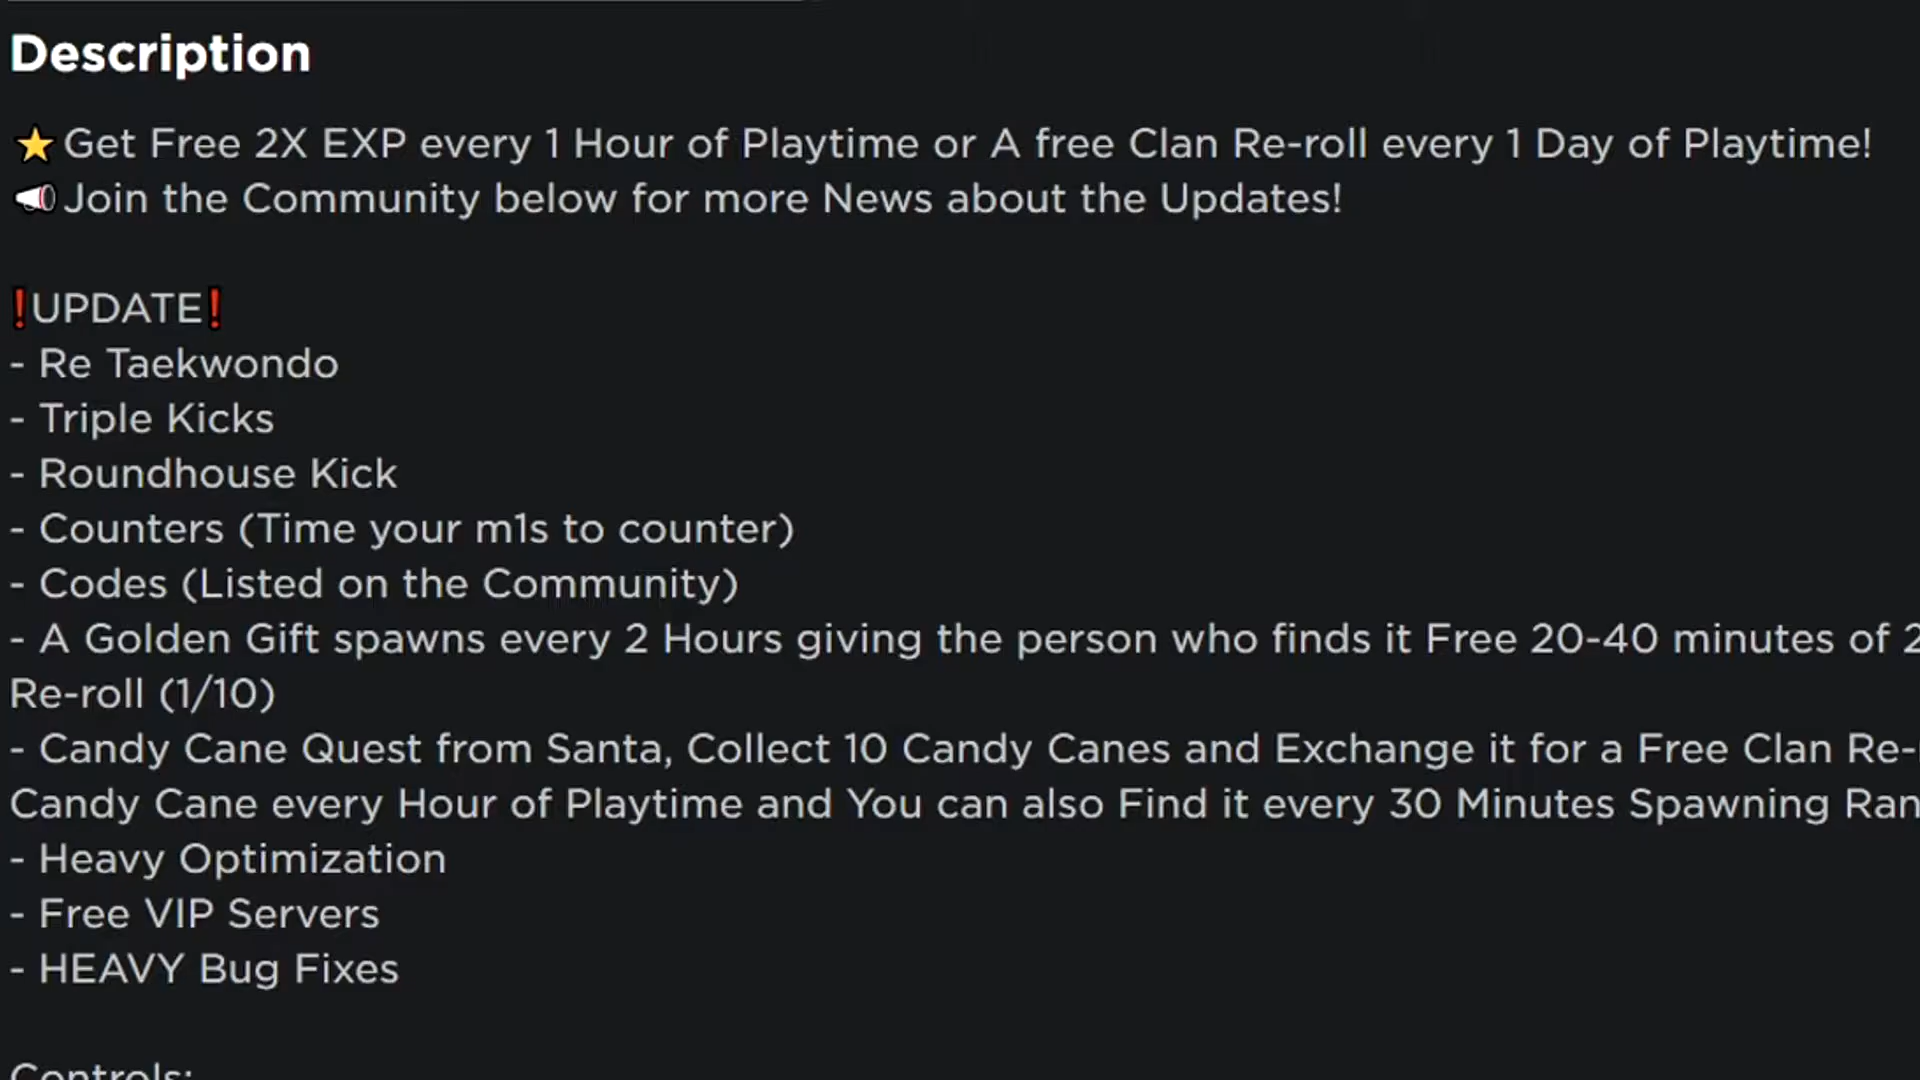 Description
⭐Get Free 2X EXP every 1 Hour of Playtime or A free Clan Re-roll every 1 Day of Playtime!
📢Join the Community below for more News about the Updates!
❗UPDATE❗
- Re Taekwondo
- Triple Kicks
- Roundhouse Kick
- Counters (Time your m1s to counter)
- Codes (Listed on the Community)
- A Golden Gift spawns every 2 Hours giving the person who finds it Free 20-40 minutes of 2
Re-roll (1/10)
- Candy Cane Quest from Santa, Collect 10 Candy Canes and Exchange it for a Free Clan Re-
Candy Cane every Hour of Playtime and You can also Find it every 30 Minutes Spawning Ran
- Heavy Optimization
- Free VIP Servers
- HEAVY Bug Fixes
Controls: